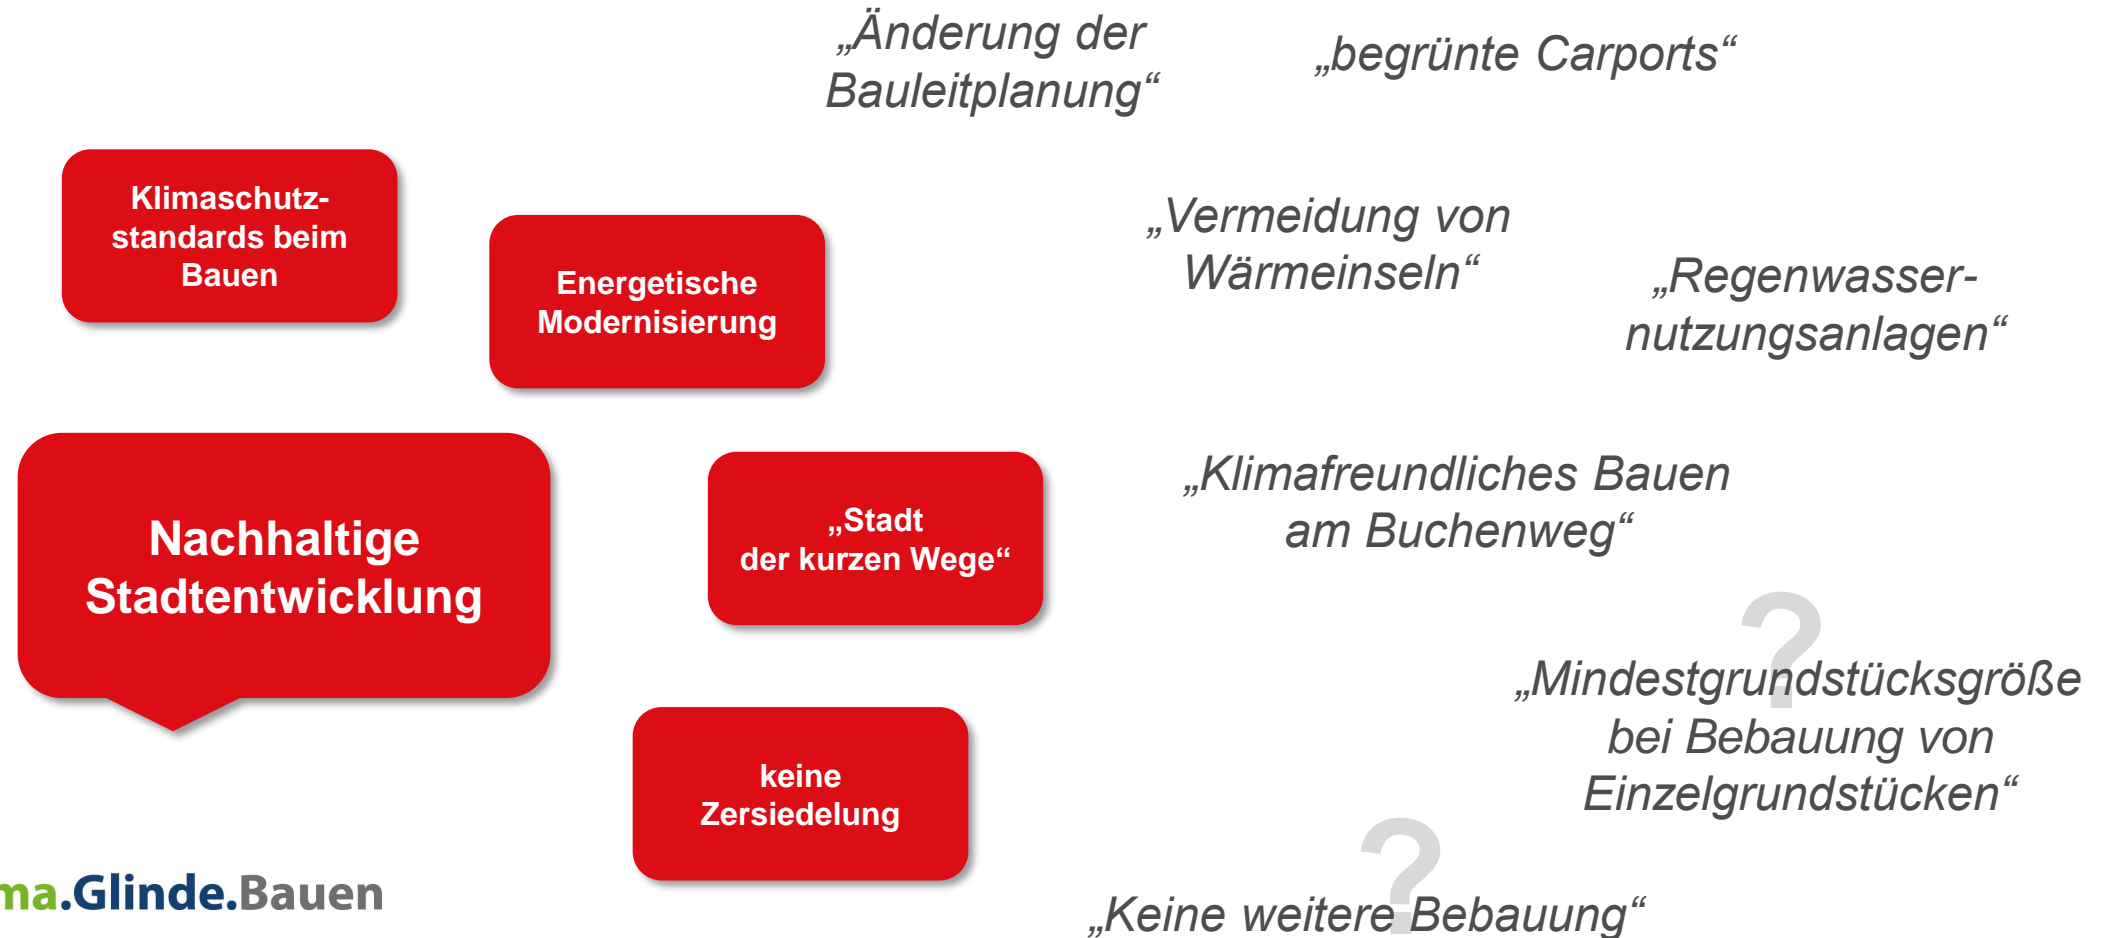 „Änderung der
Bauleitplanung“
„begrünte Carports“
Klimaschutz-
standards beim
Bauen
Energetische
Modernisierung
„Vermeidung von
Wärmeinseln“
„Regenwasser-
nutzungsanlagen“
Nachhaltige
Stadtentwicklung
„Stadt
der kurzen Wege“
„Klimafreundliches Bauen
am Buchenweg“
?
„Mindestgrundstücksgröße
bei Bebauung von
Einzelgrundstücken“
keine
Zersiedelung
?
„Keine weitere Bebauung“
ma.Glinde.Bauen